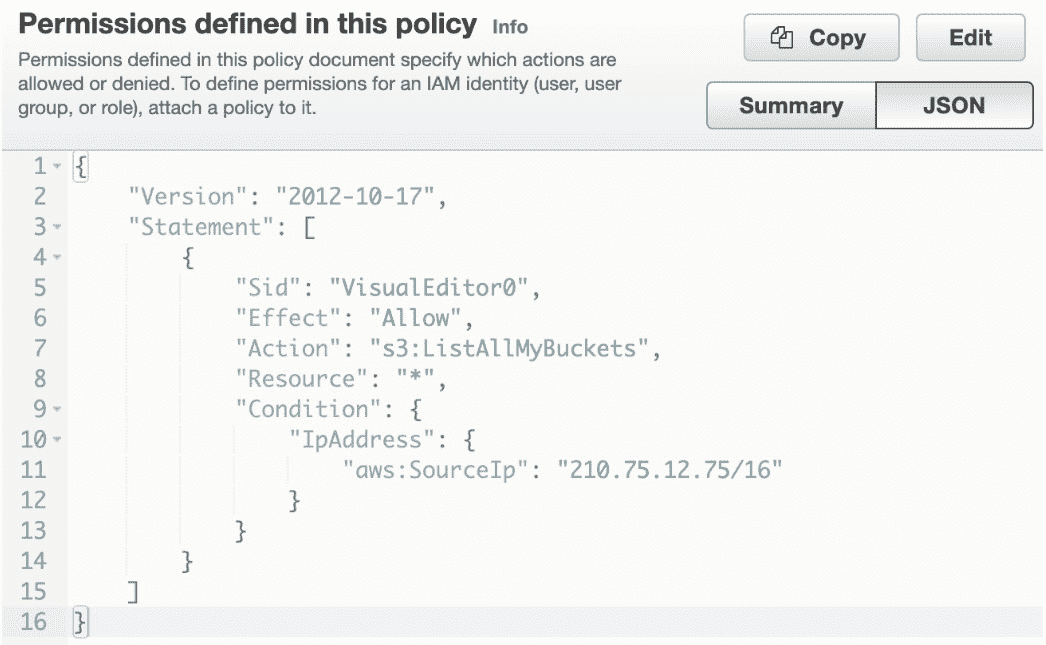 Permissions defined in this policy Info
Permissions defined in this policy document specify which actions are
allowed or denied. To define permissions for an IAM identity (user, user
group, or role), attach a policy to it.
Copy
Edit
Summary
JSON
1 {
2 "Version": "2012-10-17",
3 "Statement": [
4 {
5 "Sid": "VisualEditor0",
6 "Effect": "Allow",
7 "Action": "s3:ListAllMyBuckets",
8 "Resource": "*",
9 "Condition": {
10 "IpAddress": {
11 "aws:SourceIp": "210.75.12.75/16"
12 }
13 }
14 }
15 ]
16 }